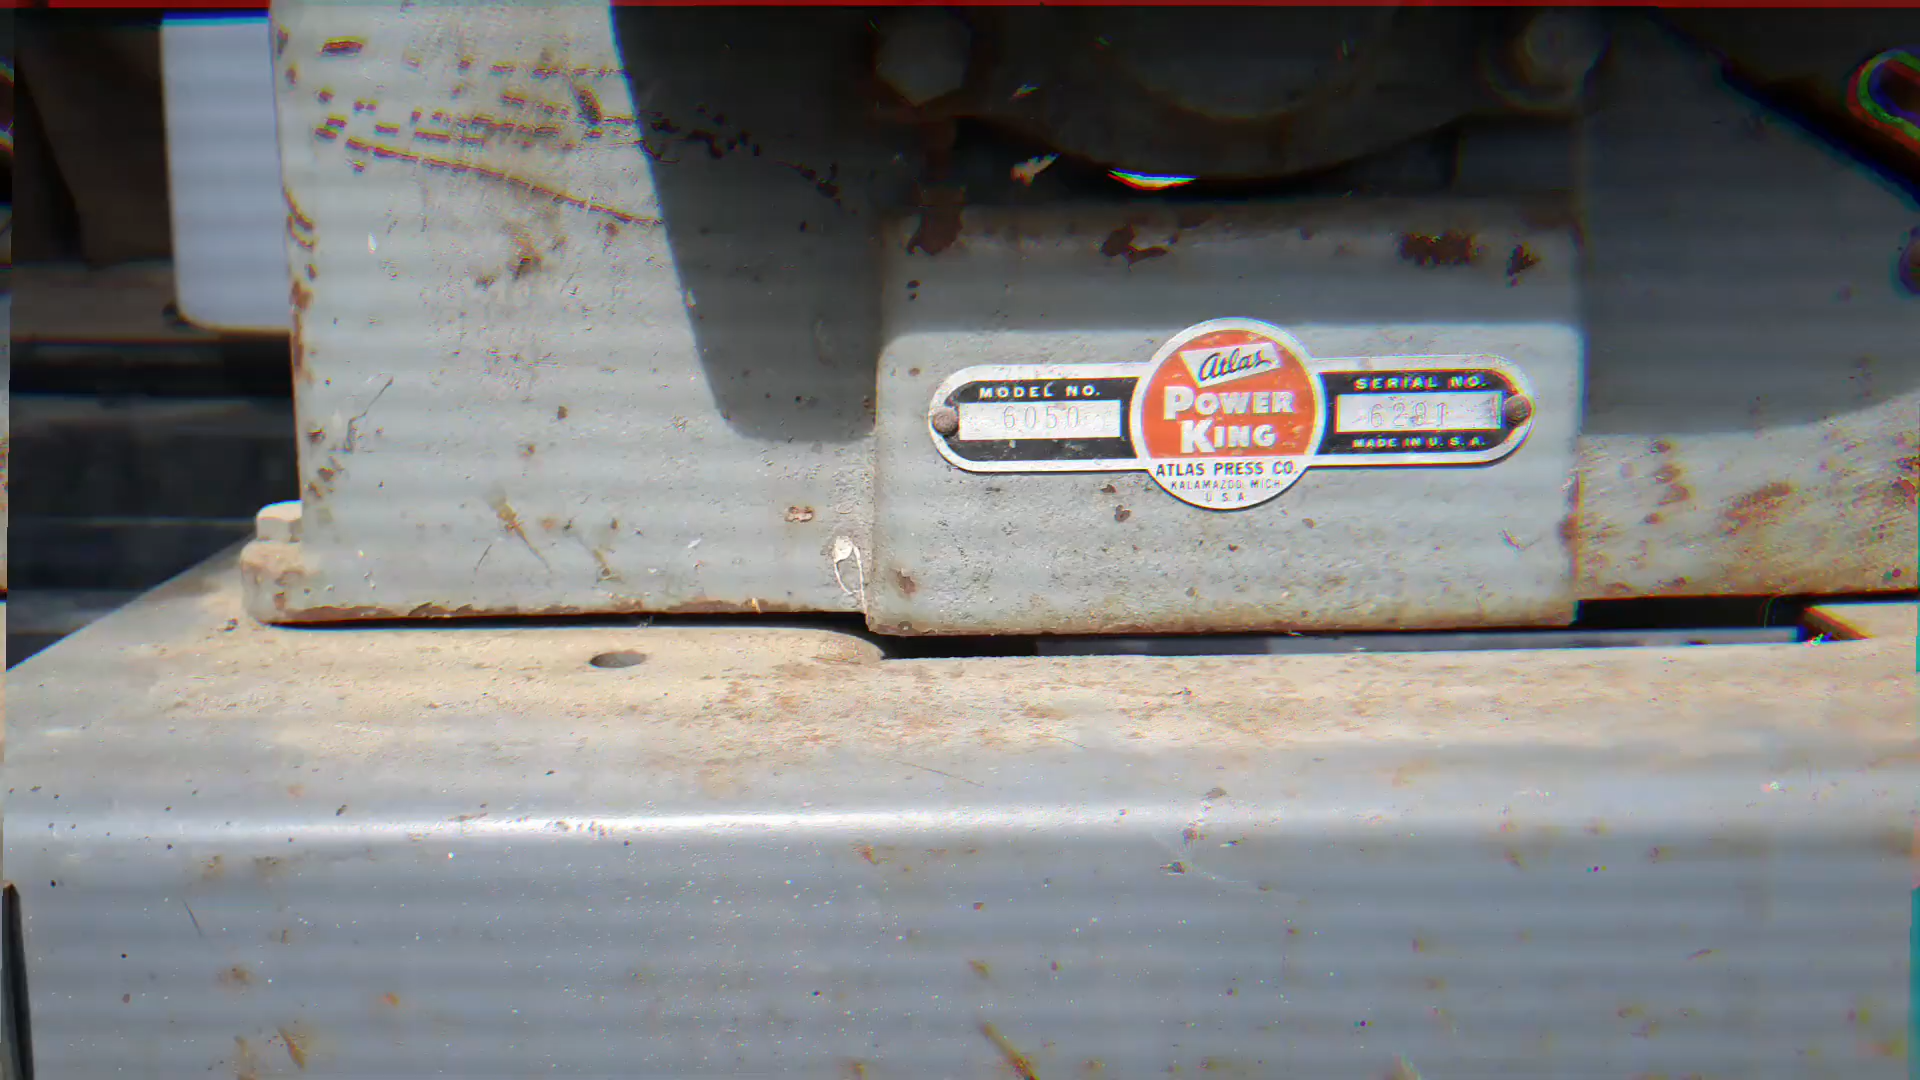 MODEL NO.
6050
Atlas
POWER
KING
ATLAS PRESS CO.
KALAMAZOO, MICH.
U.S.A.
SERIAL NO.
MADE IN U.S.A.